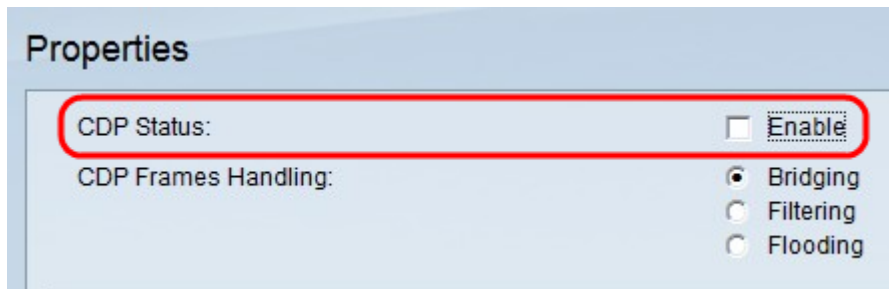 Properties
CDP Status: Enable
CDP Frames Handling: Bridging
Filtering
Flooding